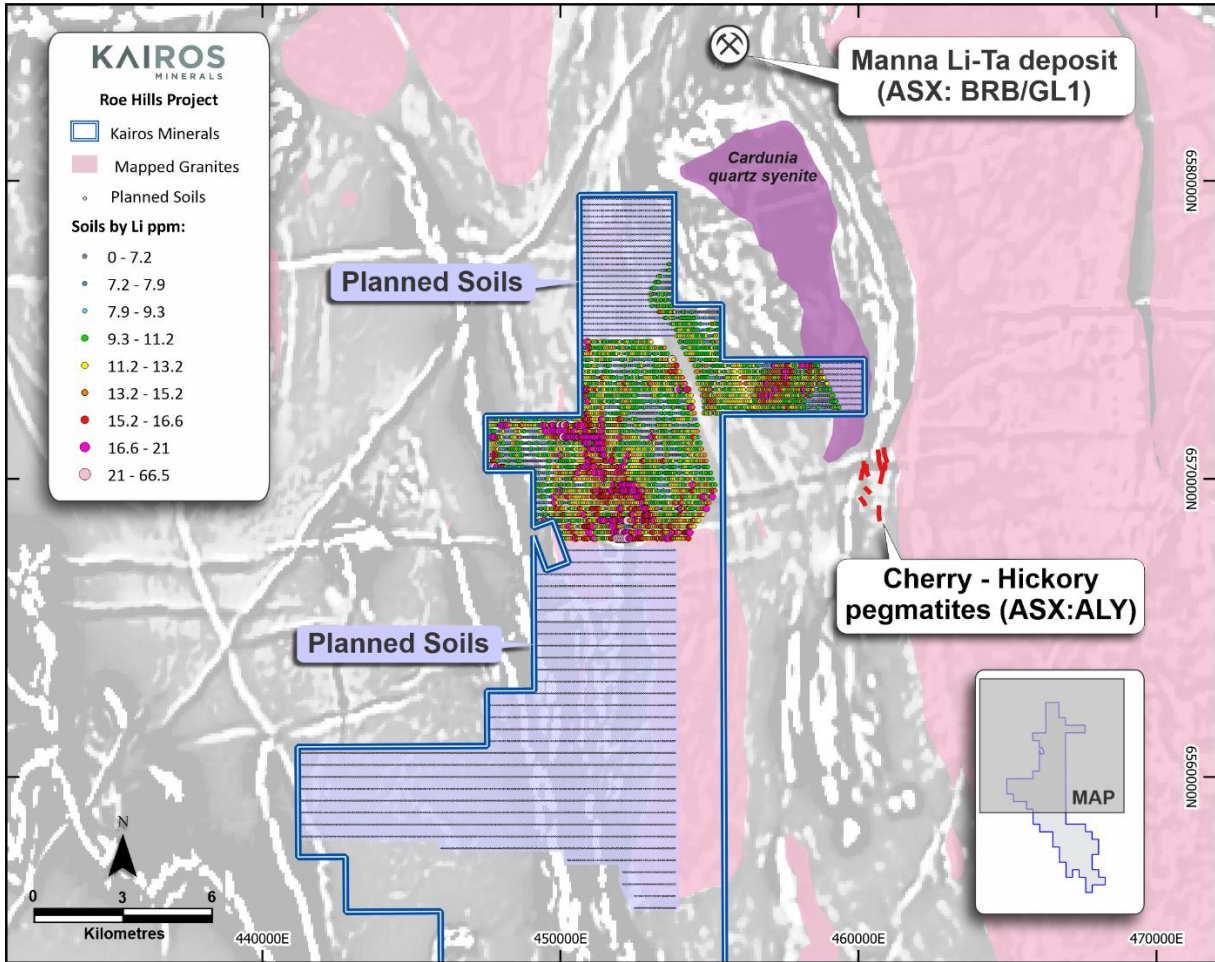 KAIROS
MINERALS
Roe Hills Project
Kairos Minerals
Mapped Granites
Planned Soils
Soils by Li ppm:
0 - 7.2
7.2 - 7.9
7.9 - 9.3
9.3 - 11.2
11.2 - 13.2
13.2 - 15.2
15.2 - 16.6
16.6 - 21
21 - 66.5
Manna Li-Ta deposit
(ASX: BRB/GL1)
Cardunia
quartz syenite
Planned Soils
Planned Soils
Cherry - Hickory
pegmatites (ASX:ALY)
MAP
6580000N
6570000N
6560000N
N
0 3 6
Kilometres
440000E
450000E
460000E
470000E